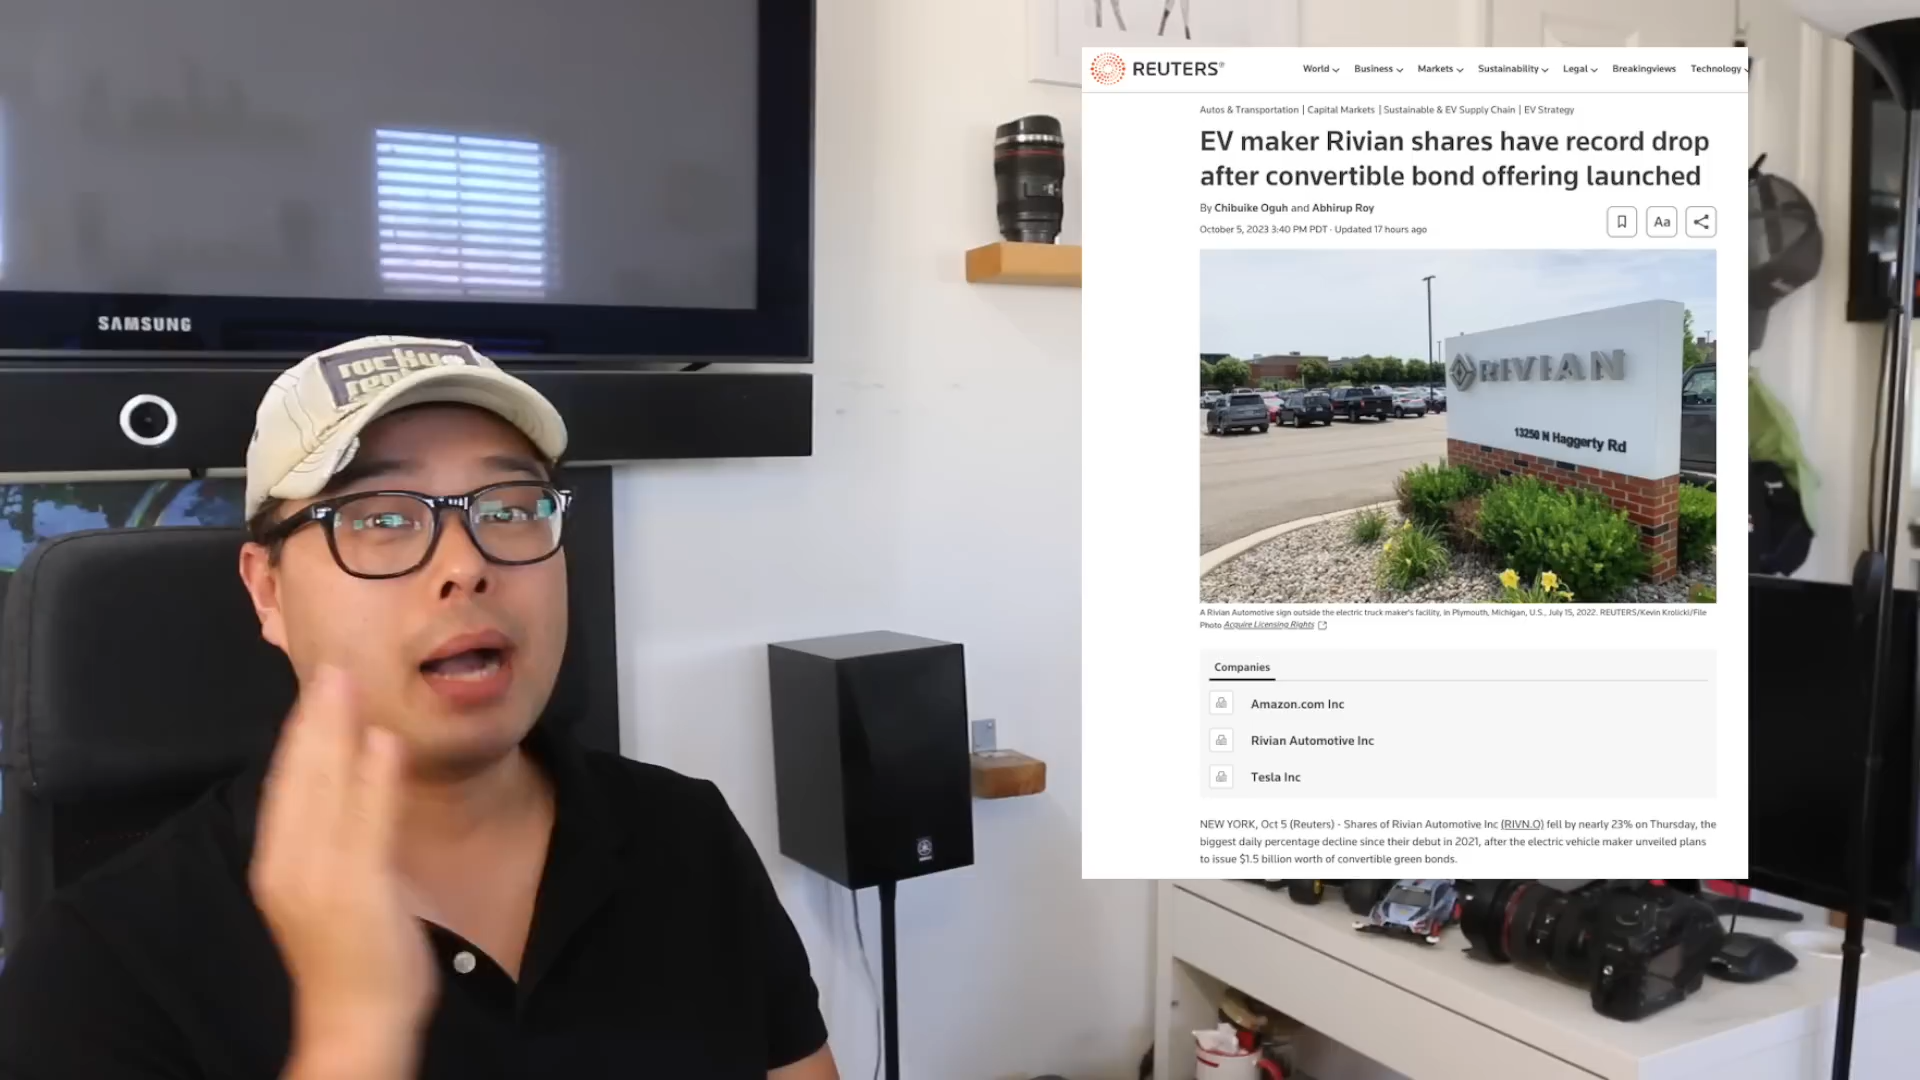 SAMSUNG
rocky
REUTERS®
World
Business
Markets
Sustainability
Legal
Breakingviews
Technology
Autos & Transportation | Capital Markets | Sustainable & EV Supply Chain | EV Strategy
EV maker Rivian shares have record drop
after convertible bond offering launched
By Chibuike Oguh and Abhirup Roy
October 5, 2023 3:40 PM PDT · Updated 17 hours ago
Aa
RIVIAN
13250 N Haggerty Rd
A Rivian Automotive sign outside the electric truck maker's facility, in Plymouth, Michigan, U.S., July 15, 2022. REUTERS/Kevin Krolicki/File
Photo Acquire Licensing Rights
Companies
Amazon.com Inc
Rivian Automotive Inc
Tesla Inc
NEW YORK, Oct 5 (Reuters) - Shares of Rivian Automotive Inc (RIVN.O) fell by nearly 23% on Thursday, the
biggest daily percentage decline since their debut in 2021, after the electric vehicle maker unveiled plans
to issue $1.5 billion worth of convertible green bonds.